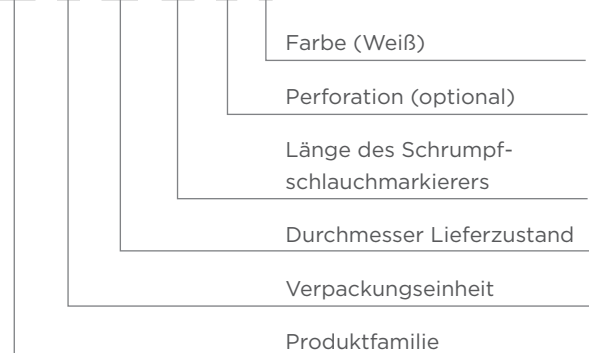 Farbe (Weiß)
Perforation (optional)
Länge des Schrumpf-
schlauchmarkierers
Durchmesser Lieferzustand
Verpackungseinheit
Produktfamilie